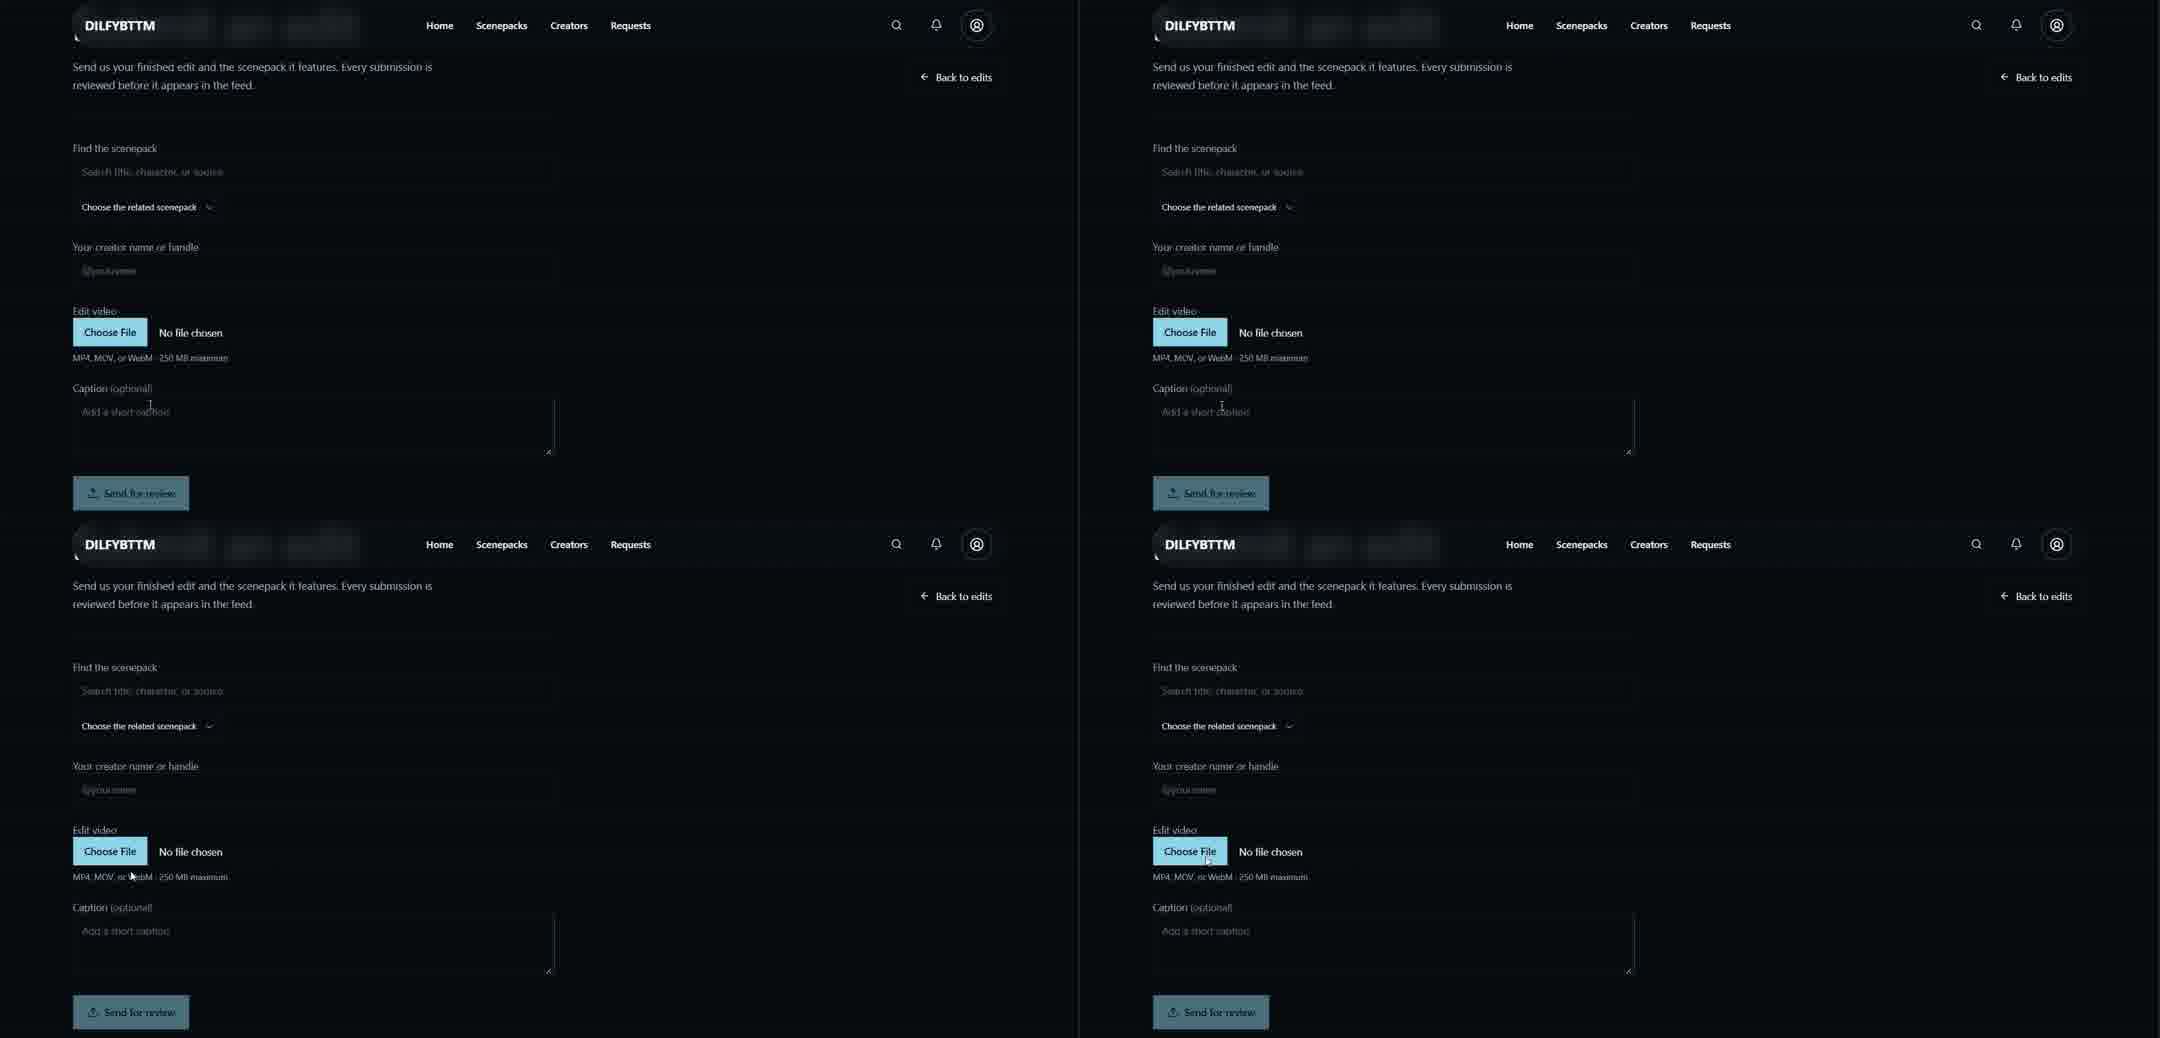 DILFYBTTM Home Scenepacks Creators Requests
Send us your finished edit and the scenepack it features. Every submission is
reviewed before it appears in the feed.
Back to edits
Find the scenepack
Search title, character, or source
Choose the related scenepack
Your creator name or handle
@yourname
Edit video
Choose File No file chosen
MP4, MOV, or WebM · 250 MB maximum
Caption (optional)
Add a short caption
Send for review
DILFYBTTM Home Scenepacks Creators Requests
Send us your finished edit and the scenepack it features. Every submission is
reviewed before it appears in the feed.
Back to edits
Find the scenepack
Search title, character, or source
Choose the related scenepack
Your creator name or handle
@yourname
Edit video
Choose File No file chosen
MP4, MOV, or WebM · 250 MB maximum
Caption (optional)
Add a short caption
Send for review
DILFYBTTM Home Scenepacks Creators Requests
Send us your finished edit and the scenepack it features. Every submission is
reviewed before it appears in the feed.
Back to edits
Find the scenepack
Search title, character, or source
Choose the related scenepack
Your creator name or handle
@yourname
Edit video
Choose File No file chosen
MP4, MOV, or WebM · 250 MB maximum
Caption (optional)
Add a short caption
Send for review
DILFYBTTM Home Scenepacks Creators Requests
Send us your finished edit and the scenepack it features. Every submission is
reviewed before it appears in the feed.
Back to edits
Find the scenepack
Search title, character, or source
Choose the related scenepack
Your creator name or handle
@yourname
Edit video
Choose File No file chosen
MP4, MOV, or WebM · 250 MB maximum
Caption (optional)
Add a short caption
Send for review